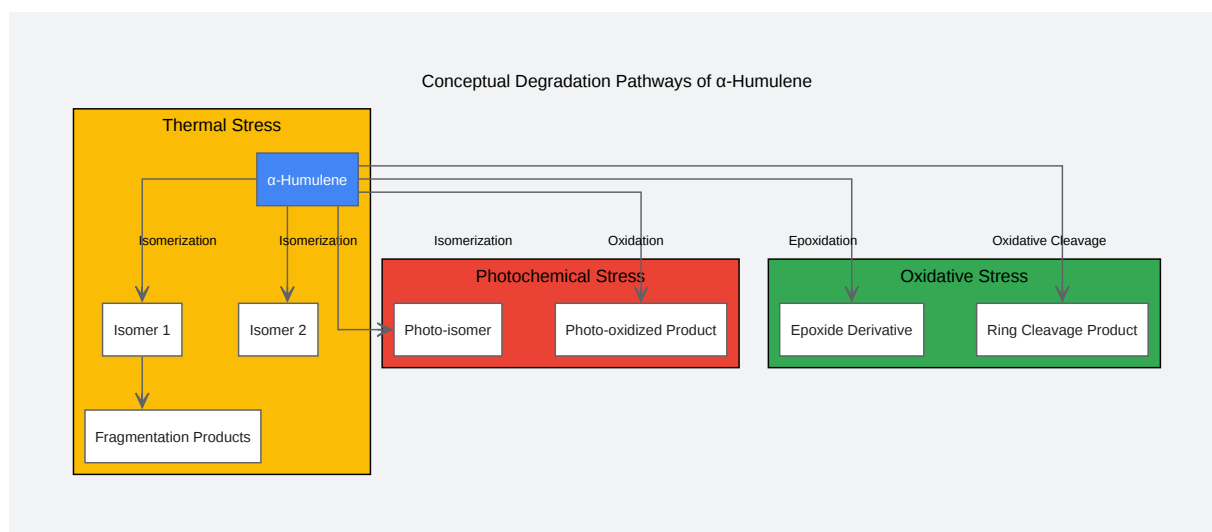 Conceptual Degradation Pathways of α-Humulene
Thermal Stress
α-Humulene
Isomerization
Isomerization
Isomerization
Oxidation
Epoxidation
Oxidative Cleavage
Photochemical Stress
Oxidative Stress
Isomer 1
Isomer 2
Photo-isomer
Photo-oxidized Product
Epoxide Derivative
Ring Cleavage Product
Fragmentation Products